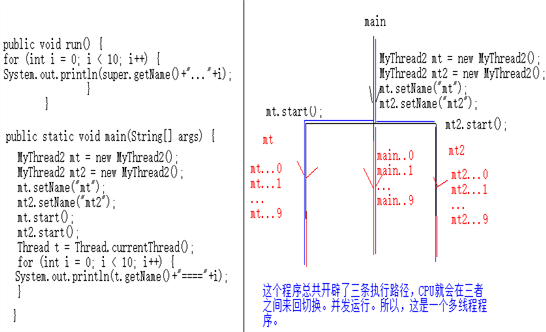 public void run() {
for (int i = 0; i < 10; i++) {
System.out.println(super.getName()+"..."+i);
}
}
public static void main(String[] args) {
MyThread2 mt = new MyThread2();
MyThread2 mt2 = new MyThread2();
mt.setName("mt");
mt2.setName("mt2");
mt.start();
mt2.start();
Thread t = Thread.currentThread();
for (int i = 0; i < 10; i++) {
System.out.println(t.getName()+"===="+i);
}
}
main
MyThread2 mt = new MyThread2();
MyThread2 mt2 = new MyThread2();
mt.setName("mt");
mt2.setName("mt2");
mt.start();
mt2.start();
mt
mt...0
mt...1
...
mt...9
main..0
main..1
...
main..9
mt2
mt2...0
mt2...1
...
mt2...9
这个程序总共开辟了三条执行路径,CPU就会在三者
之间来回切换。并发运行。所以,这是一个多线程程
序。